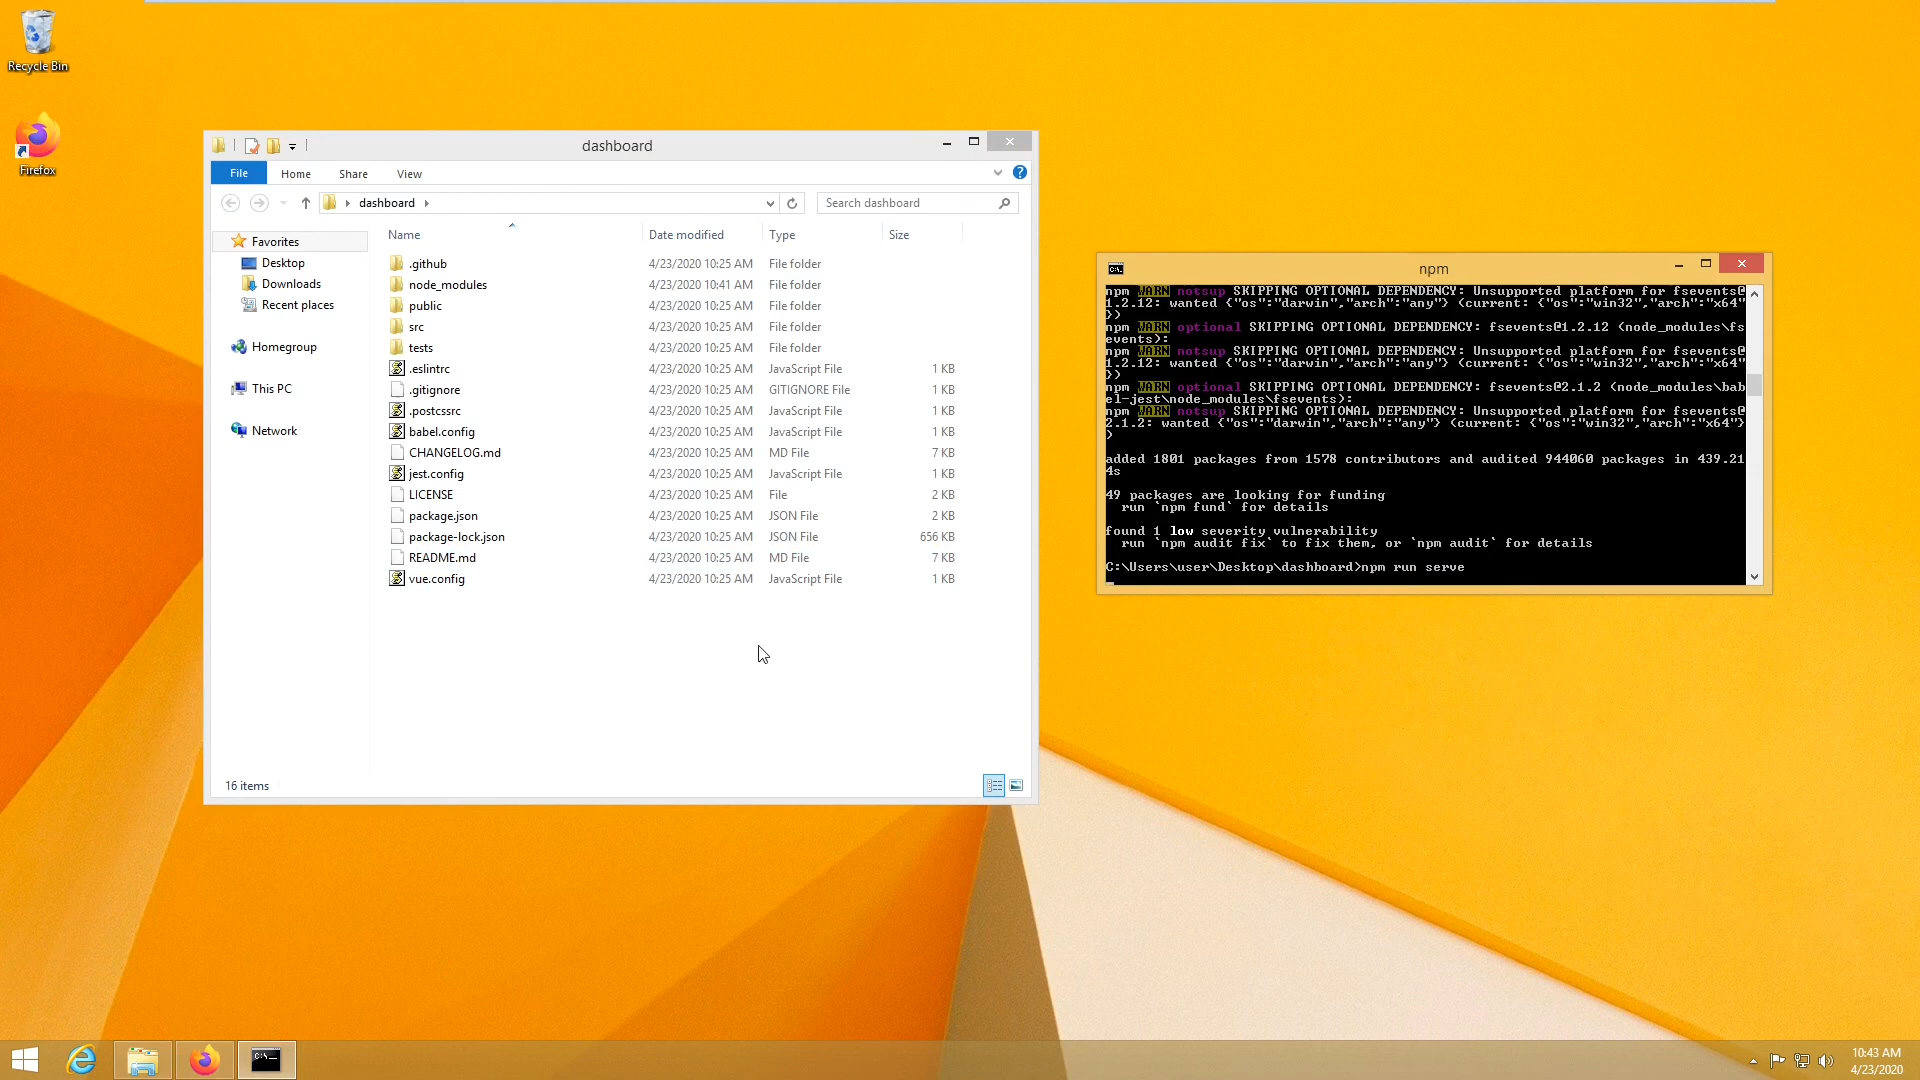 Recycle Bin
Firefox
dashboard
File Home Share View
dashboard
Search dashboard
Favorites
Desktop
Downloads
Recent places
Homegroup
This PC
Network
Name Date modified Type Size
.github 4/23/2020 10:25 AM File folder
node_modules 4/23/2020 10:41 AM File folder
public 4/23/2020 10:25 AM File folder
src 4/23/2020 10:25 AM File folder
tests 4/23/2020 10:25 AM File folder
.eslintrc 4/23/2020 10:25 AM JavaScript File 1 KB
.gitignore 4/23/2020 10:25 AM GITIGNORE File 1 KB
.postcssrc 4/23/2020 10:25 AM JavaScript File 1 KB
babel.config 4/23/2020 10:25 AM JavaScript File 1 KB
CHANGELOG.md 4/23/2020 10:25 AM MD File 7 KB
jest.config 4/23/2020 10:25 AM JavaScript File 1 KB
LICENSE 4/23/2020 10:25 AM File 2 KB
package.json 4/23/2020 10:25 AM JSON File 2 KB
package-lock.json 4/23/2020 10:25 AM JSON File 656 KB
README.md 4/23/2020 10:25 AM MD File 7 KB
vue.config 4/23/2020 10:25 AM JavaScript File 1 KB
16 items
npm
npm WARN notsup SKIPPING OPTIONAL DEPENDENCY: Unsupported platform for fsevents@
1.2.12: wanted {"os":"darwin","arch":"any"} (current: {"os":"win32","arch":"x64"
})
npm WARN optional SKIPPING OPTIONAL DEPENDENCY: fsevents@1.2.12 (node_modules\fs
events):
npm WARN notsup SKIPPING OPTIONAL DEPENDENCY: Unsupported platform for fsevents@
1.2.12: wanted {"os":"darwin","arch":"any"} (current: {"os":"win32","arch":"x64"
})
npm WARN optional SKIPPING OPTIONAL DEPENDENCY: fsevents@2.1.2 (node_modules\bab
el-jest\node_modules\fsevents):
npm WARN notsup SKIPPING OPTIONAL DEPENDENCY: Unsupported platform for fsevents@
2.1.2: wanted {"os":"darwin","arch":"any"} (current: {"os":"win32","arch":"x64"}
)
added 1801 packages from 1578 contributors and audited 944060 packages in 439.21
4s
49 packages are looking for funding
run `npm fund` for details
found 1 low severity vulnerability
run `npm audit fix` to fix them, or `npm audit` for details
C:\Users\user\Desktop\dashboard>npm run serve
10:43 AM
4/23/2020